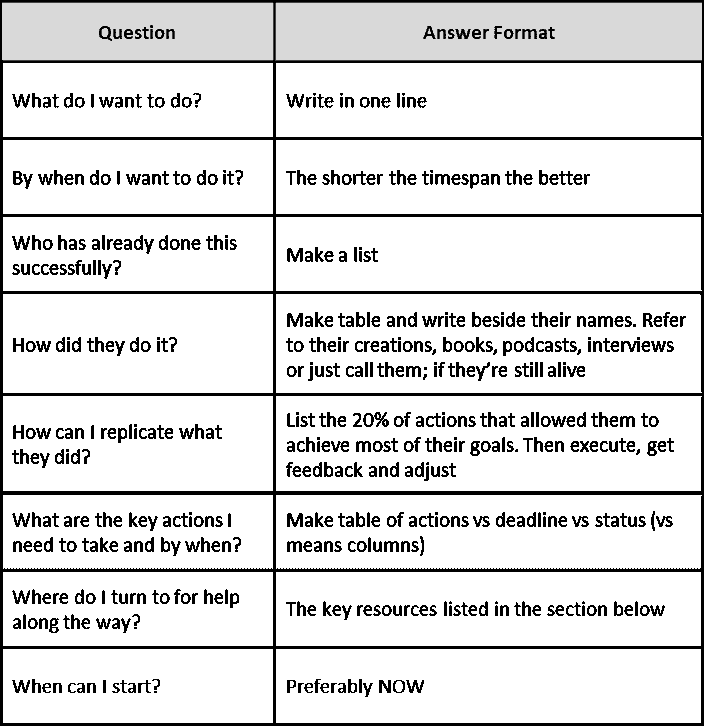 Question
Answer Format
What do I want to do?
Write in one line
By when do I want to do it?
The shorter the timespan the better
Who has already done this
successfully?
Make a list
How did they do it?
Make table and write beside their names. Refer
to their creations, books, podcasts, interviews
or just call them; if they’re still alive
How can I replicate what
they did?
List the 20% of actions that allowed them to
achieve most of their goals. Then execute, get
feedback and adjust
What are the key actions I
need to take and by when?
Make table of actions vs deadline vs status (vs
means columns)
Where do I turn to for help
along the way?
The key resources listed in the section below
When can I start?
Preferably NOW